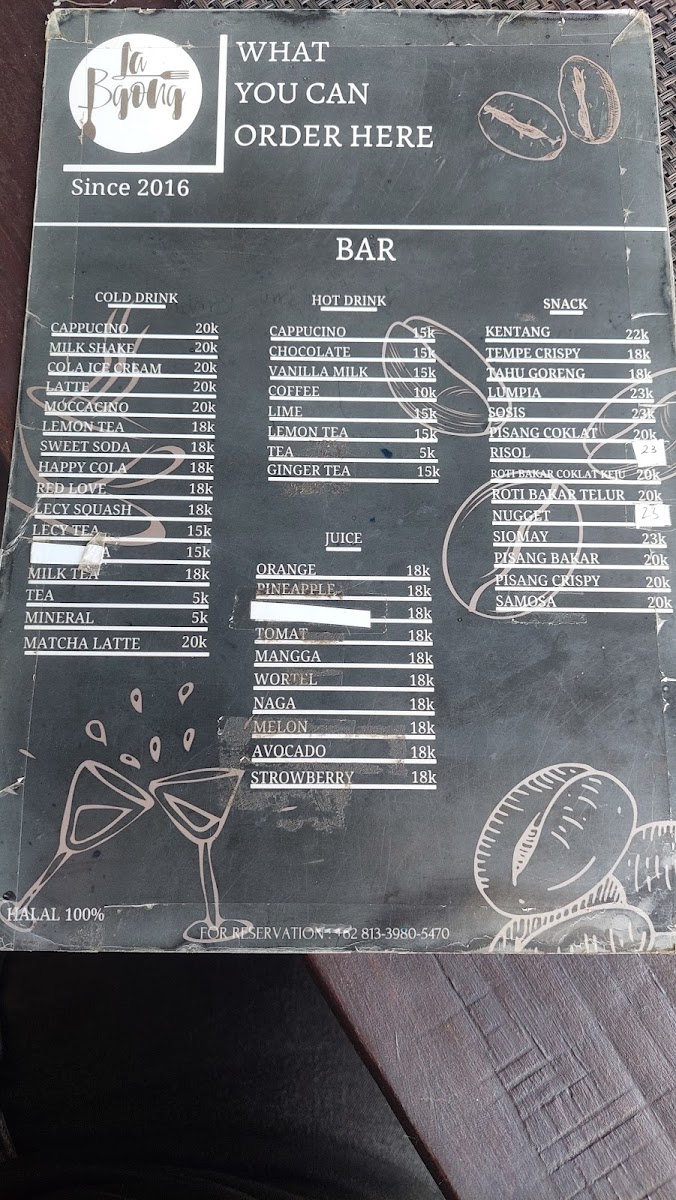 La
Bgong
Since 2016
WHAT
YOU CAN
ORDER HERE
BAR
COLD DRINK
CAPPUCINO 20k
MILK SHAKE 20k
COLA ICE CREAM 20k
LATTE 20k
MOCCACINO 20k
LEMON TEA 18k
SWEET SODA 18k
HAPPY COLA 18k
RED LOVE 18k
LECY SQUASH 18k
LECY TEA 15k
A 15k
MILK TEA 18k
TEA 5k
MINERAL 5k
MATCHA LATTE 20k
HOT DRINK
CAPPUCINO 15k
CHOCOLATE 15k
VANILLA MILK 15k
COFFEE 10k
LIME 15k
LEMON TEA 15k
TEA 5k
GINGER TEA 15k
JUICE
ORANGE 18k
PINEAPPLE 18k
18k
TOMAT 18k
MANGGA 18k
WORTEL 18k
NAGA 18k
MELON 18k
AVOCADO 18k
STROWBERRY 18k
SNACK
KENTANG 22k
TEMPE CRISPY 18k
TAHU GORENG 18k
LUMPIA 23k
SOSIS 23k
PISANG COKLAT 20k
RISOL 23
ROTI BAKAR COKLAT KEJU 20k
ROTI BAKAR TELUR 20k
NUGGET 23
SIOMAY 23k
PISANG BAKAR 20k
PISANG CRISPY 20k
SAMOSA 20k
HALAL 100%
FOR RESERVATION : +62 813-3980-5470